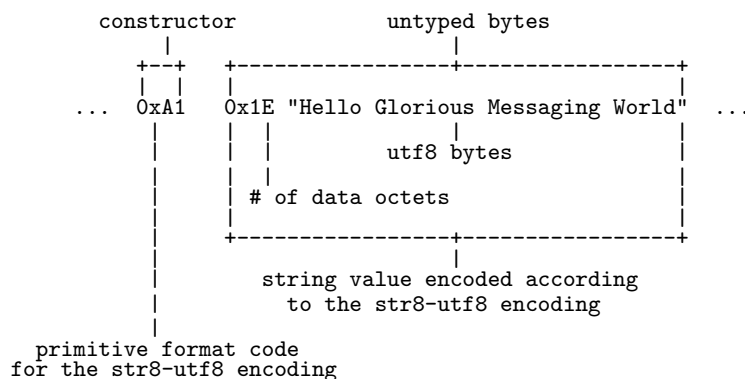 constructor untyped bytes
... 0xA1 0x1E "Hello Glorious Messaging World" ...
utf8 bytes
# of data octets
string value encoded according
to the str8-utf8 encoding
primitive format code
for the str8-utf8 encoding